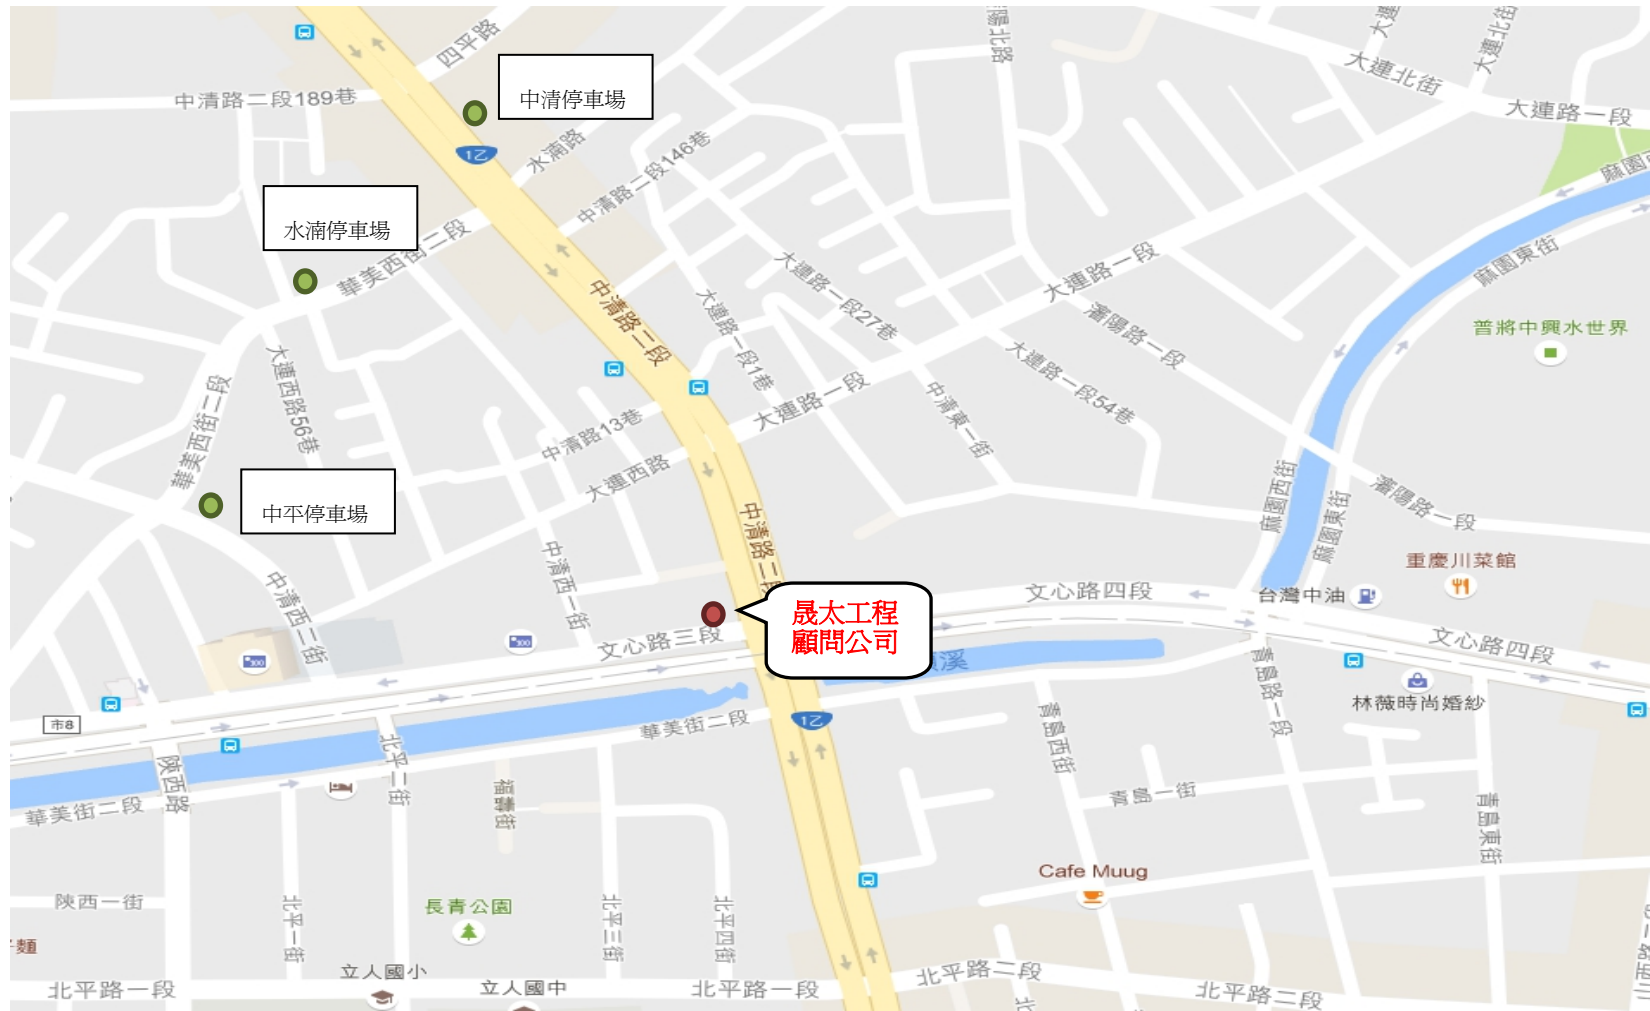 四平路
瀋陽北路
大連北街
大連北街
大連路一段
中清路二段189巷
中清停車場
1乙
水湳路
中清路二段146巷
麻園東街
普將中興水世界
水湳停車場
華美西街二段
中清路二段
大連路一段1巷
大連路一段27巷
大連路一段
瀋陽路一段
大連路一段54巷
大連路一段
中清東一街
大連西路56巷
華美西街二段
中清路13巷
大連西路
中平停車場
中清路二段
中清西一街
中清西二街
麻園西街
麻園東街
瀋陽路一段
重慶川菜館
台灣中油
文心路四段
文心路四段
晟太工程
顧問公司
文心路三段
溪
林薇時尚婚紗
市8
陝西路
北平二街
華美街二段
華美街二段
1乙
青島西街
青島路一段
青島一街
青島東街
福壽街
Cafe Muug
陝西一街
北平一街
長青公園
北平三街
北平四街
麵
立人國小
立人國中
北平路一段
北平路一段
北平路二段
北平路二段
北